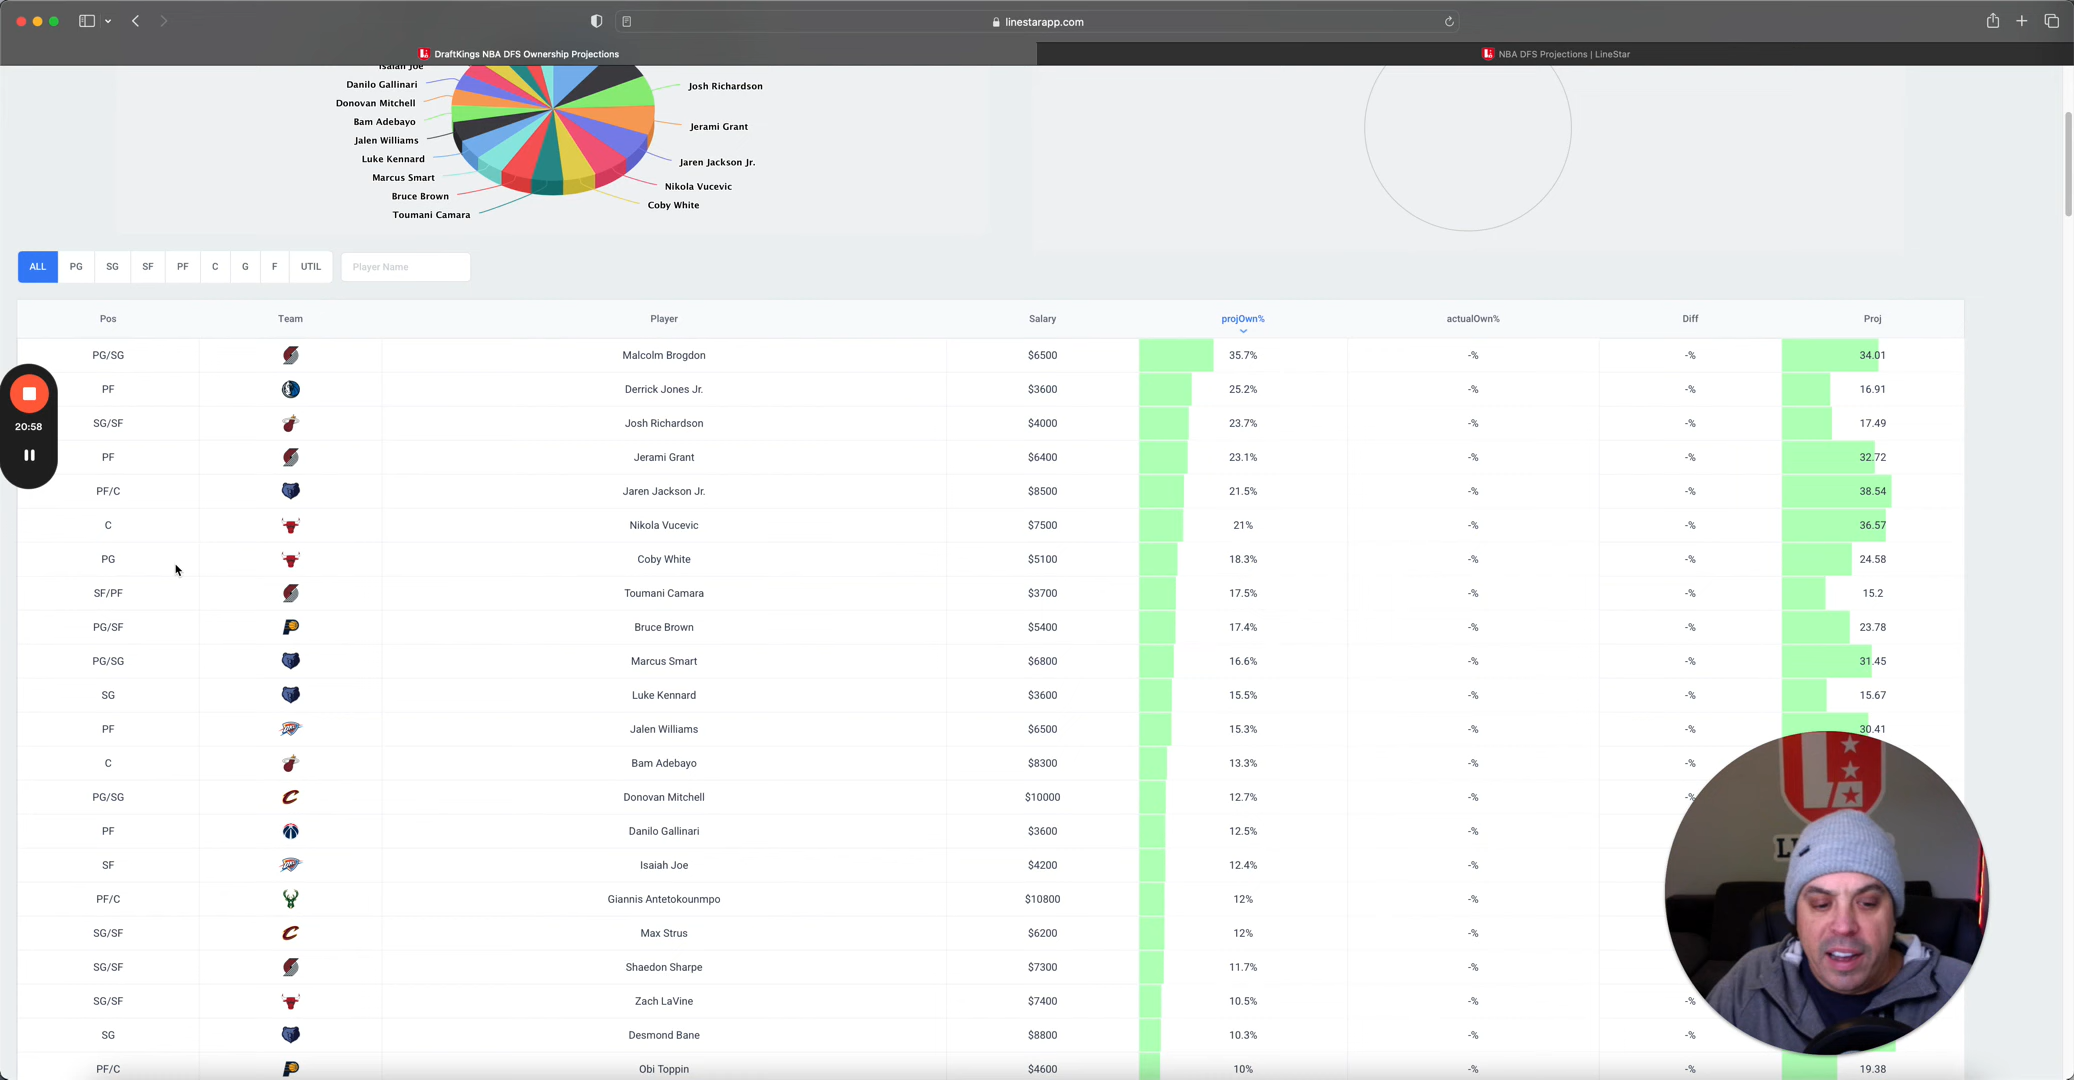 linestarapp.com
DraftKings NBA DFS Ownership Projections
NBA DFS Projections | LineStar
Isaiah Joe
Danilo Gallinari
Donovan Mitchell
Bam Adebayo
Jalen Williams
Luke Kennard
Marcus Smart
Bruce Brown
Toumani Camara
Josh Richardson
Jerami Grant
Jaren Jackson Jr.
Nikola Vucevic
Coby White
ALL PG SG SF PF C G F UTIL Player Name
Pos Team Player Salary projOwn% actualOwn% Diff Proj
PG/SG Malcolm Brogdon $6500 35.7% -% -% 34.01
PF Derrick Jones Jr. $3600 25.2% -% -% 16.91
SG/SF Josh Richardson $4000 23.7% -% -% 17.49
PF Jerami Grant $6400 23.1% -% -% 32.72
PF/C Jaren Jackson Jr. $8500 21.5% -% -% 38.54
C Nikola Vucevic $7500 21% -% -% 36.57
PG Coby White $5100 18.3% -% -% 24.58
SF/PF Toumani Camara $3700 17.5% -% -% 15.2
PG/SF Bruce Brown $5400 17.4% -% -% 23.78
PG/SG Marcus Smart $6800 16.6% -% -% 31.45
SG Luke Kennard $3600 15.5% -% -% 15.67
PF Jalen Williams $6500 15.3% -% -% 30.41
C Bam Adebayo $8300 13.3% -% -%
PG/SG Donovan Mitchell $10000 12.7% -% -%
PF Danilo Gallinari $3600 12.5% -%
SF Isaiah Joe $4200 12.4% -%
PF/C Giannis Antetokounmpo $10800 12% -%
SG/SF Max Strus $6200 12% -%
SG/SF Shaedon Sharpe $7300 11.7% -%
SG/SF Zach LaVine $7400 10.5% -% -%
SG Desmond Bane $8800 10.3% -% -%
PF/C Obi Toppin $4600 10% -% -% 19.38
20:58